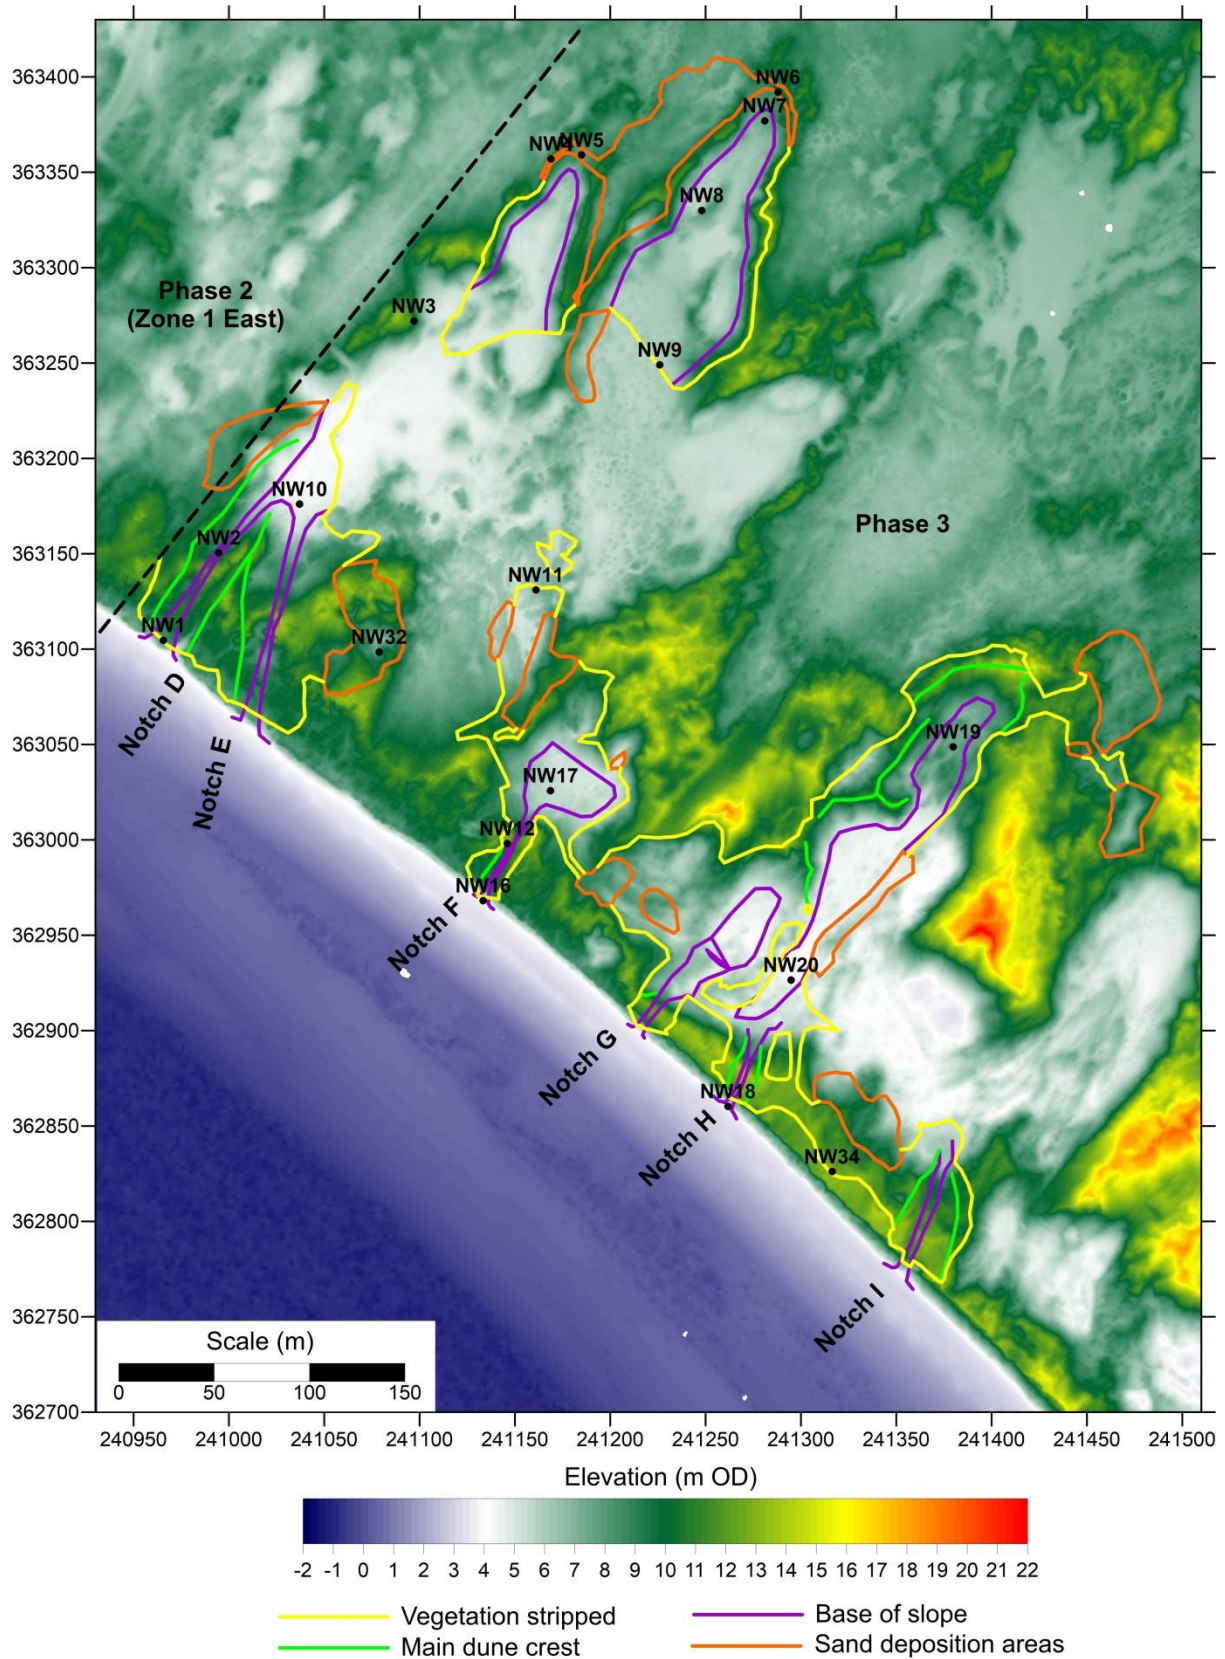 363400
363350
363300
363250
363200
363150
363100
363050
363000
362950
362900
362850
362800
362750
362700
NW6
NW7
NW4
NW5
NW8
Phase 2
(Zone 1 East)
NW3
NW9
NW10
Phase 3
NW2
NW11
NW1
NW32
Notch D
NW19
Notch E
NW17
NW12
NW16
Notch F
NW20
Notch G
NW18
Notch H
NW34
Notch I
Scale (m)
0 50 100 150
240950 241000 241050 241100 241150 241200 241250 241300 241350 241400 241450 241500
Elevation (m OD)
-2 -1 0 1 2 3 4 5 6 7 8 9 10 11 12 13 14 15 16 17 18 19 20 21 22
Vegetation stripped
Base of slope
Main dune crest
Sand deposition areas